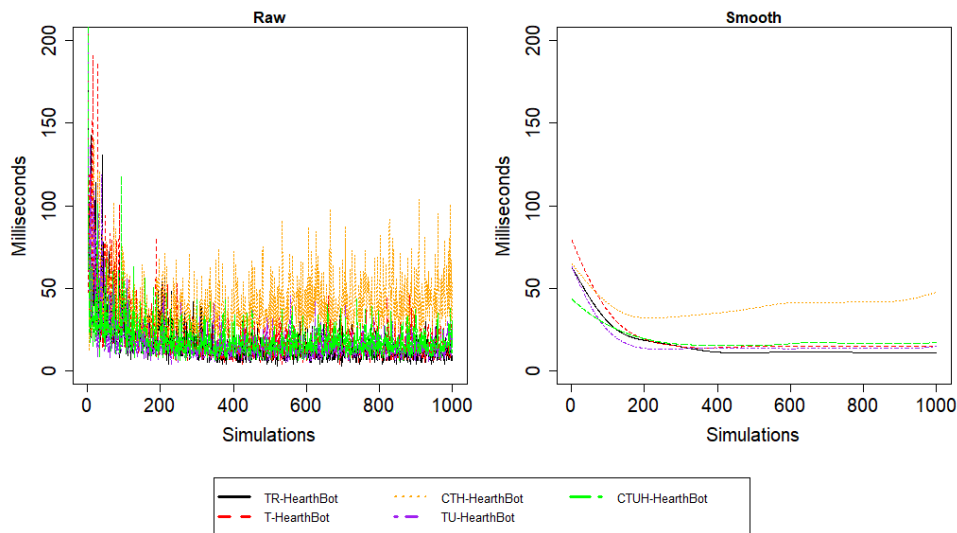 Raw
Smooth
Milliseconds
200
150
100
50
0
0 200 400 600 800 1000
Simulations
Milliseconds
200
150
100
50
0
0 200 400 600 800 1000
Simulations
TR-HearthBot
CTH-HearthBot
CTUH-HearthBot
T-HearthBot
TU-HearthBot